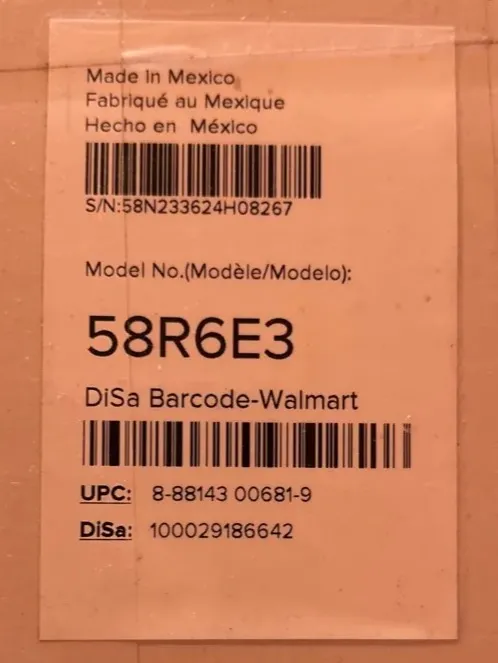 Made in Mexico
Fabriqué au Mexique
Hecho en México
S/N:58N233624H08267
Model No.(Modèle/Modelo):
58R6E3
DiSa Barcode-Walmart
UPC: 8-88143 00681-9
DiSa: 100029186642